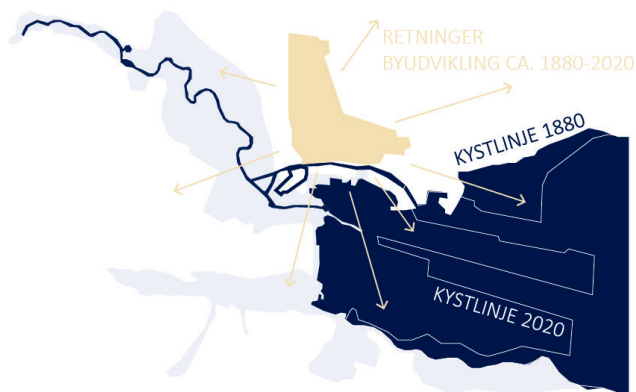 RETNINGER
BYUDVIKLING CA. 1880-2020
KYSTLINJE 1880
KYSTLINJE 2020